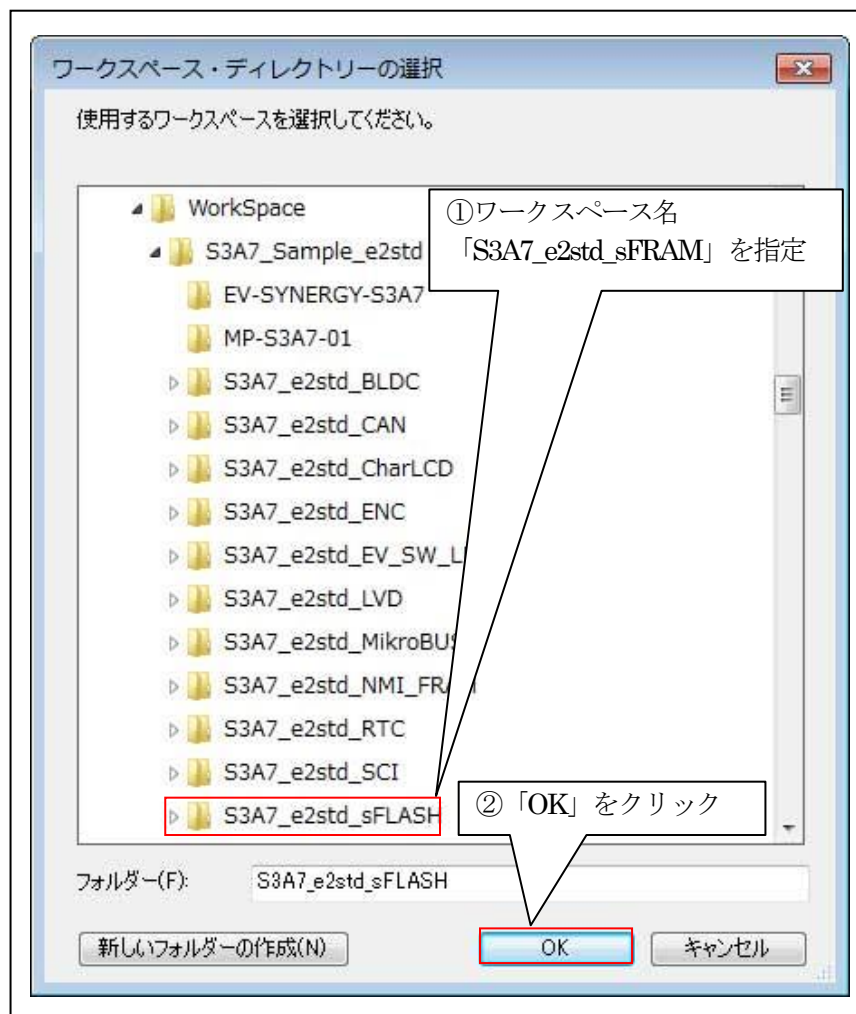 ワークスペース・ディレクトリーの選択
使用するワークスペースを選択してください。
WorkSpace
①ワークスペース名
「S3A7_e2std_sFRAM」を指定
S3A7_Sample_e2std
EV-SYNERGY-S3A7
MP-S3A7-01
S3A7_e2std_BLDC
S3A7_e2std_CAN
S3A7_e2std_CharLCD
S3A7_e2std_ENC
S3A7_e2std_EV_SW_L
S3A7_e2std_LVD
S3A7_e2std_MikroBUS
S3A7_e2std_NMI_FRAM
S3A7_e2std_RTC
S3A7_e2std_SCI
②「OK」をクリック
S3A7_e2std_sFLASH
フォルダー(F): S3A7_e2std_sFLASH
新しいフォルダーの作成(N) OK キャンセル